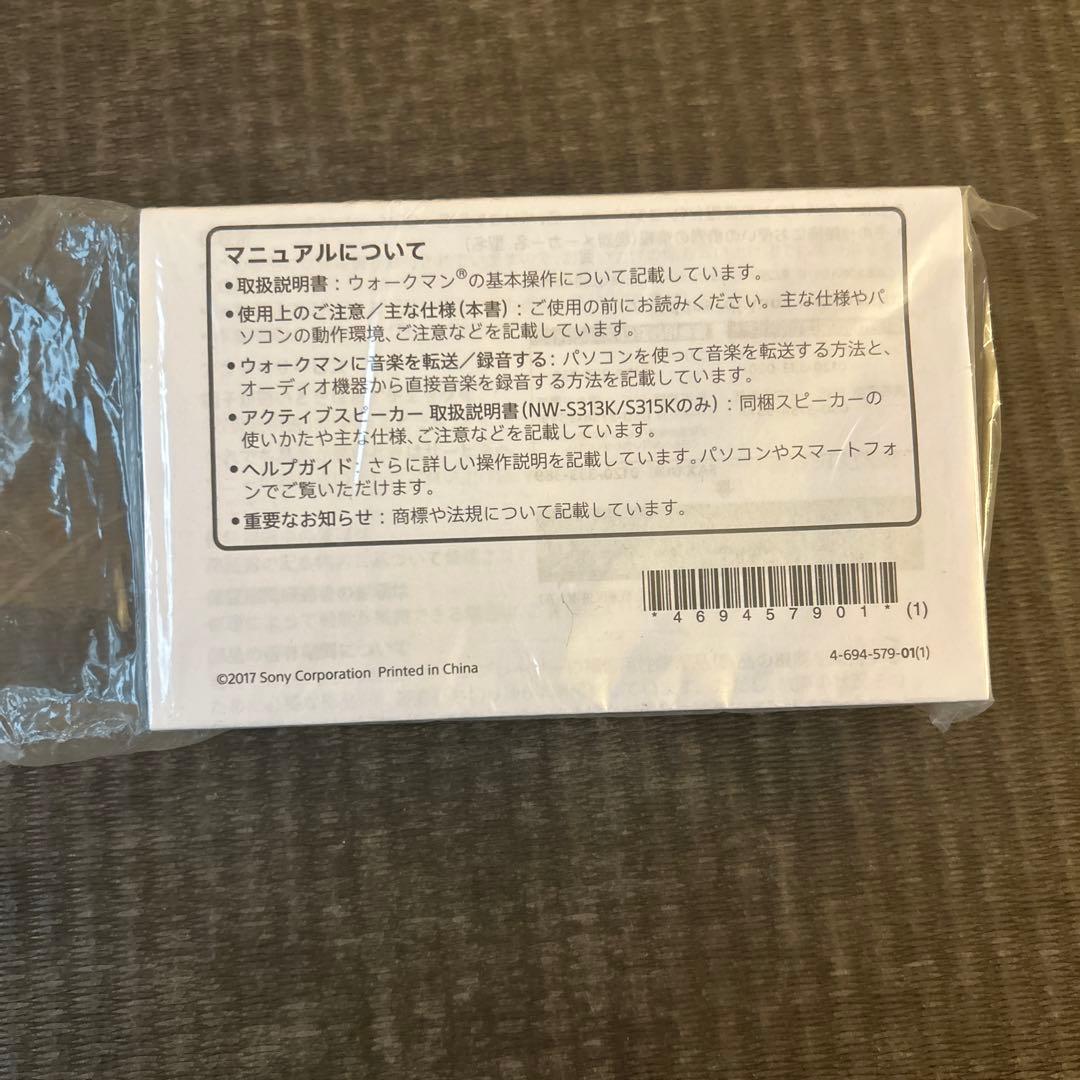 マニュアルについて
●取扱説明書：ウォークマン®の基本操作について記載しています。
●使用上のご注意／主な仕様（本書）：ご使用の前にお読みください。主な仕様やパ
ソコンの動作環境、ご注意などを記載しています。
●ウォークマンに音楽を転送／録音する：パソコンを使って音楽を転送する方法と、
オーディオ機器から直接音楽を録音する方法を記載しています。
●アクティブスピーカー 取扱説明書（NW-S313K/S315Kのみ）：同梱スピーカーの
使いかたや主な仕様、ご注意などを記載しています。
●ヘルプガイド：さらに詳しい操作説明を記載しています。パソコンやスマートフォ
ンでご覧いただけます。
●重要なお知らせ：商標や法規について記載しています。
*469457901* (1)
4-694-579-01(1)
©2017 Sony Corporation Printed in China